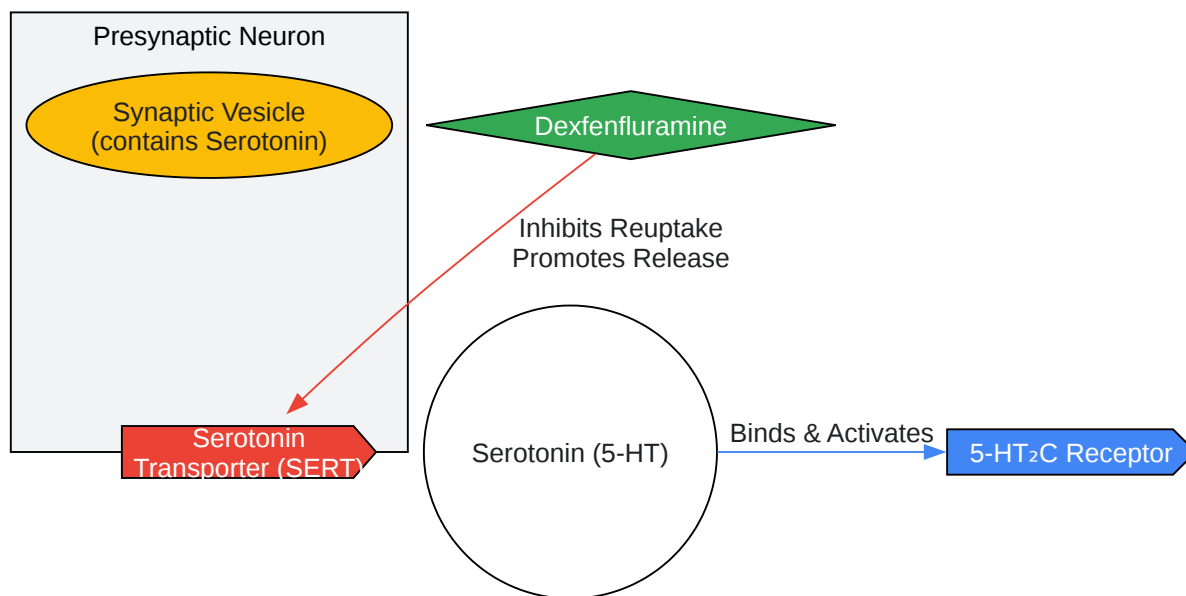 Presynaptic Neuron
Synaptic Vesicle
(contains Serotonin)
Dexfenfluramine
Inhibits Reuptake
Promotes Release
Serotonin
Transporter (SERT)
Serotonin (5-HT)
Binds & Activates
5-HT₂C Receptor